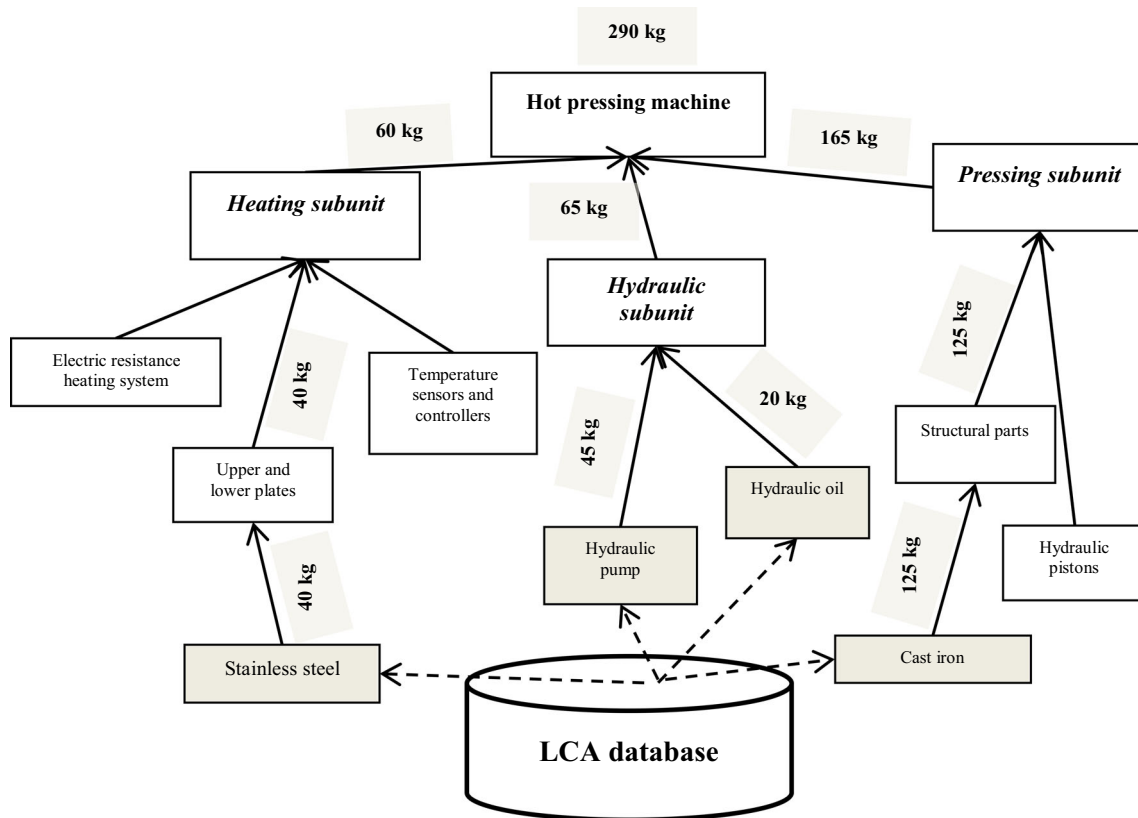 290 kg
Hot pressing machine
60 kg
165 kg
Heating subunit
65 kg
Pressing subunit
Hydraulic
subunit
Electric resistance
heating system
40 kg
Temperature
sensors and
controllers
45 kg
20 kg
125 kg
Structural parts
Upper and
lower plates
Hydraulic oil
Hydraulic
pump
Hydraulic
pistons
40 kg
125 kg
Stainless steel
Cast iron
LCA database